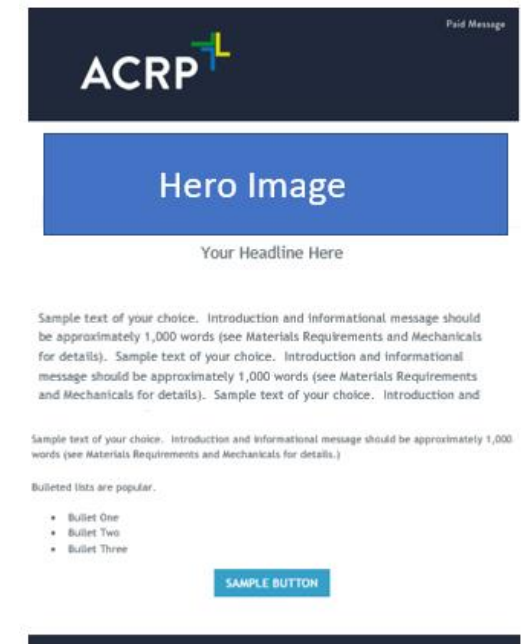 Paid Message
ACRP
Hero Image
Your Headline Here
Sample text of your choice. Introduction and informational message should
be approximately 1,000 words (see Materials Requirements and Mechanicals
for details). Sample text of your choice. Introduction and informational
message should be approximately 1,000 words (see Materials Requirements
and Mechanicals for details). Sample text of your choice. Introduction and
Sample text of your choice. Introduction and informational message should be approximately 1,000
words (see Materials Requirements and Mechanicals for details.)
Bulleted lists are popular.
• Bullet One
• Bullet Two
• Bullet Three
SAMPLE BUTTON